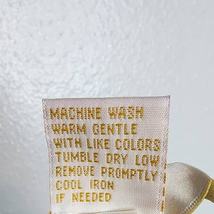 MACHINE WASH
WARM GENTLE
WITH LIKE COLORS
TUMBLE DRY LOW
REMOVE PROMPTLY
COOL IRON
IF NEEDED